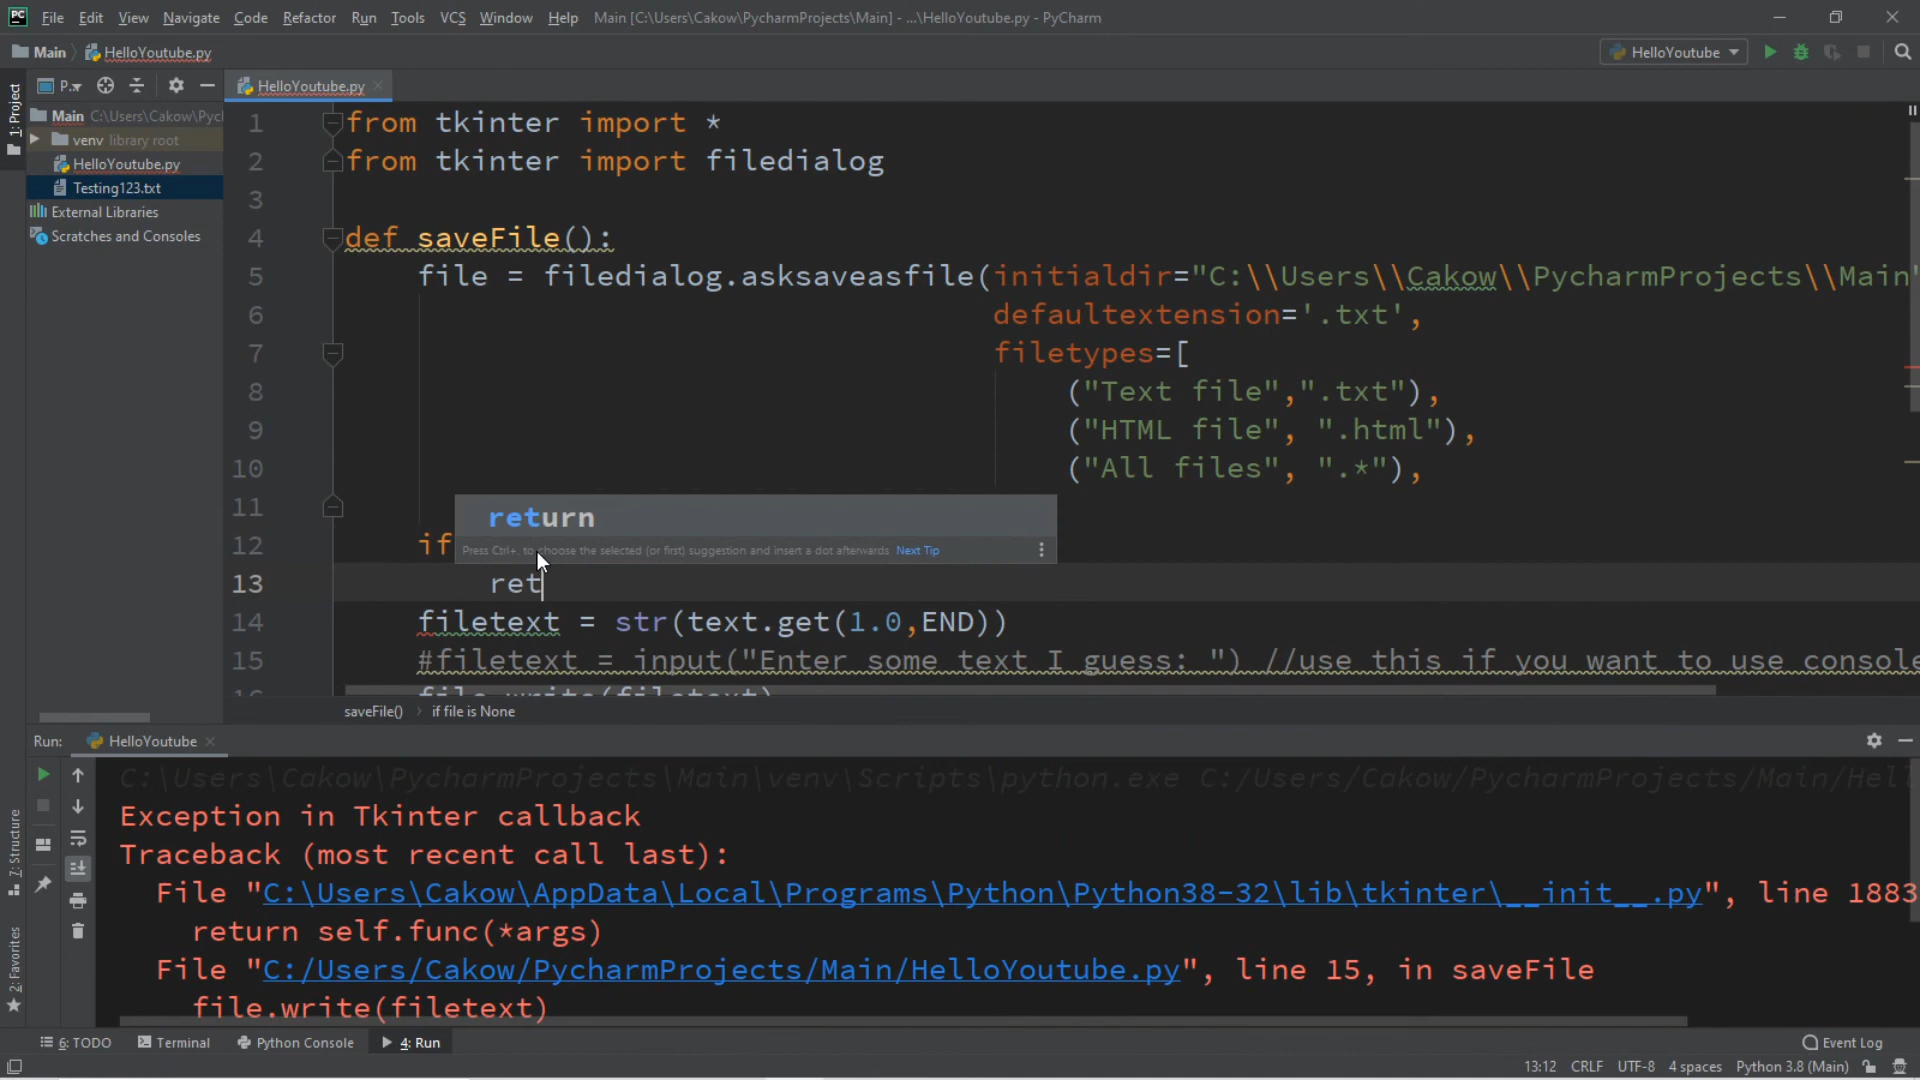 PC File Edit View Navigate Code Refactor Run Tools VCS Window Help Main [C:\Users\Cakow\PycharmProjects\Main] - ...\HelloYoutube.py - PyCharm
Main HelloYoutube.py HelloYoutube
P.. HelloYoutube.py
1: Project
Main C:\Users\Cakow\Pycl
venv library root
HelloYoutube.py
Testing123.txt
External Libraries
Scratches and Consoles
1 from tkinter import *
2 from tkinter import filedialog
3
4 def saveFile():
5 file = filedialog.asksaveasfile(initialdir="C:\\Users\\Cakow\\PycharmProjects\\Main"
6 defaultextension='.txt',
7 filetypes=[
8 ("Text file",".txt"),
9 ("HTML file", ".html"),
10 ("All files", ".*"),
11
return
12 if
Press Ctrl+. to choose the selected (or first) suggestion and insert a dot afterwards Next Tip
13 ret
14 filetext = str(text.get(1.0,END))
15 #filetext = input("Enter some text I guess: ") //use this if you want to use console
16 file.write(filetext)
saveFile() if file is None
Run: HelloYoutube
C:\Users\Cakow\PycharmProjects\Main\venv\Scripts\python.exe C:/Users/Cakow/PycharmProjects/Main/Hell
Exception in Tkinter callback
Traceback (most recent call last):
File "C:\Users\Cakow\AppData\Local\Programs\Python\Python38-32\lib\tkinter\__init__.py", line 1883
return self.func(*args)
File "C:/Users/Cakow/PycharmProjects/Main/HelloYoutube.py", line 15, in saveFile
file.write(filetext)
7: Structure
2: Favorites
6: TODO Terminal Python Console 4: Run Event Log
13:12 CRLF UTF-8 4 spaces Python 3.8 (Main)